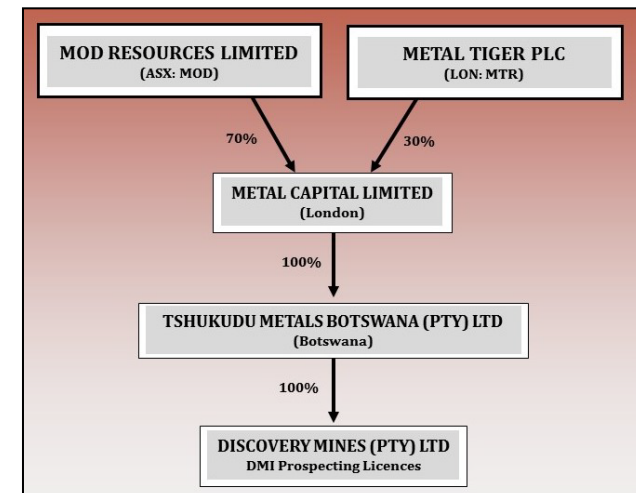 MOD RESOURCES LIMITED
(ASX: MOD)
METAL TIGER PLC
(LON: MTR)
70%
30%
METAL CAPITAL LIMITED
(London)
100%
TSHUKUDU METALS BOTSWANA (PTY) LTD
(Botswana)
100%
DISCOVERY MINES (PTY) LTD
DMI Prospecting Licences